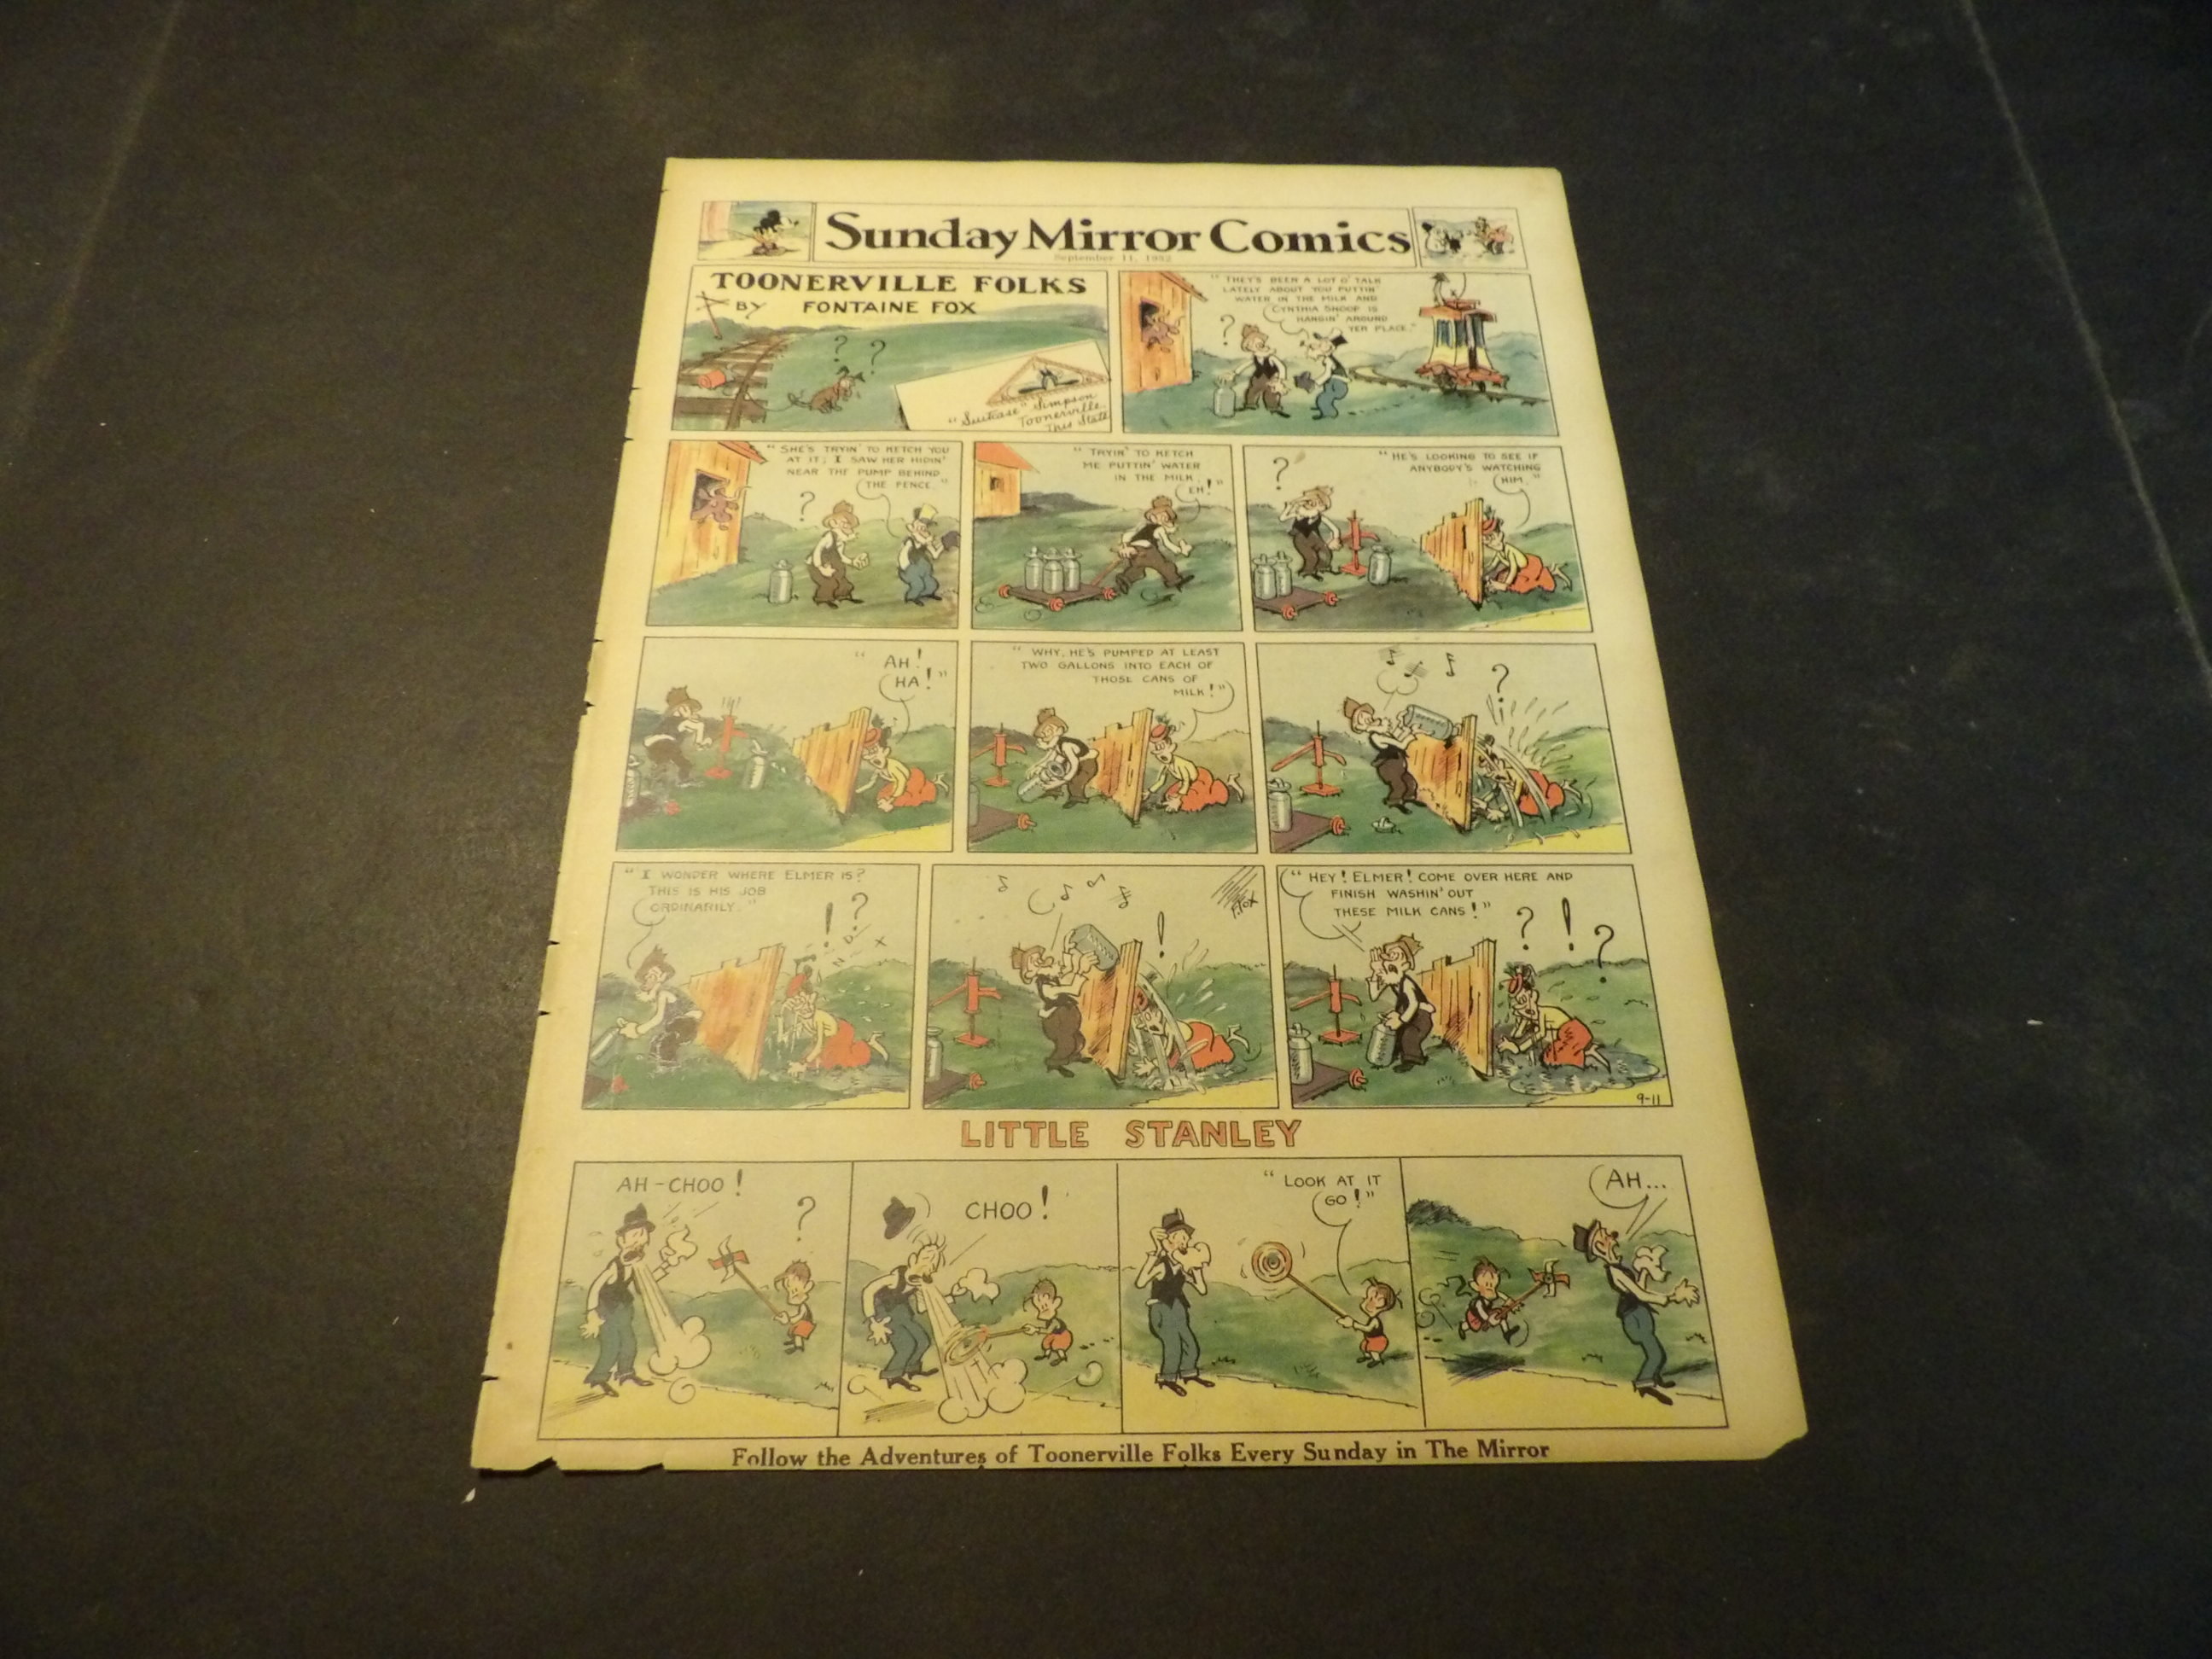 Sunday Mirror Comics
September 11, 1932
TOONERVILLE FOLKS
BY FONTAINE FOX
"Suitcase" Simpson
Toonerville
This State
"THEY'S BEEN A LOT O' TALK
LATELY ABOUT YOU PUTTIN'
WATER IN THE MILK AND
CYNTHIA SNOOP IS
HANGIN' AROUND
YER PLACE."
?
? ?
"SHE'S TRYIN' TO KETCH YOU
AT IT; I SAW HER HIDIN'
NEAR THE PUMP BEHIND
THE FENCE."
?
"TRYIN' TO KETCH
ME PUTTIN' WATER
IN THE MILK,
EH!"
"HE'S LOOKING TO SEE IF
ANYBODY'S WATCHING
HIM."
?
"AH!
HA!"
"WHY, HE'S PUMPED AT LEAST
TWO GALLONS INTO EACH OF
THOSE CANS OF
MILK!"
?
"I WONDER WHERE ELMER IS?
THIS IS HIS JOB
ORDINARILY."
! ?
N D X
!
F.FOX
"HEY! ELMER! COME OVER HERE AND
FINISH WASHIN' OUT
THESE MILK CANS!"
? ! ?
9-11
LITTLE STANLEY
AH-CHOO!
?
CHOO!
"LOOK AT IT
GO!"
AH...
Follow the Adventures of Toonerville Folks Every Sunday in The Mirror